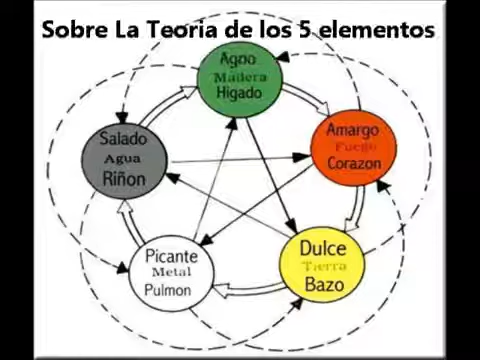 Sobre La Teoria de los 5 elementos
Agno
Madera
Higado
Amargo
Fuego
Corazon
Dulce
Tierra
Bazo
Picante
Metal
Pulmon
Salado
Agua
Riñon